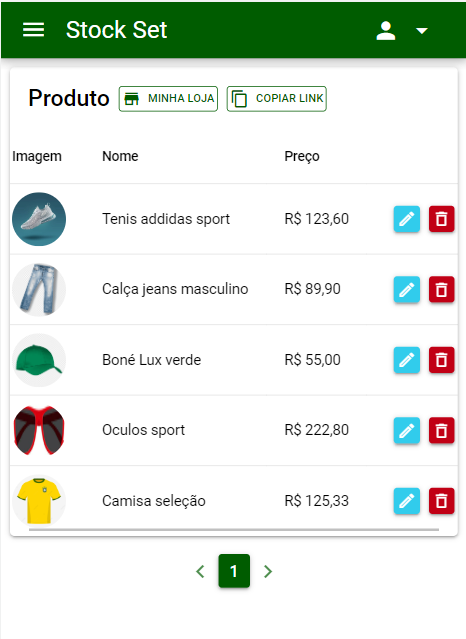 Stock Set
Produto MINHA LOJA COPIAR LINK
Imagem Nome Preço
Tenis addidas sport R$ 123,60
Calça jeans masculino R$ 89,90
Boné Lux verde R$ 55,00
Oculos sport R$ 222,80
Camisa seleção R$ 125,33
1